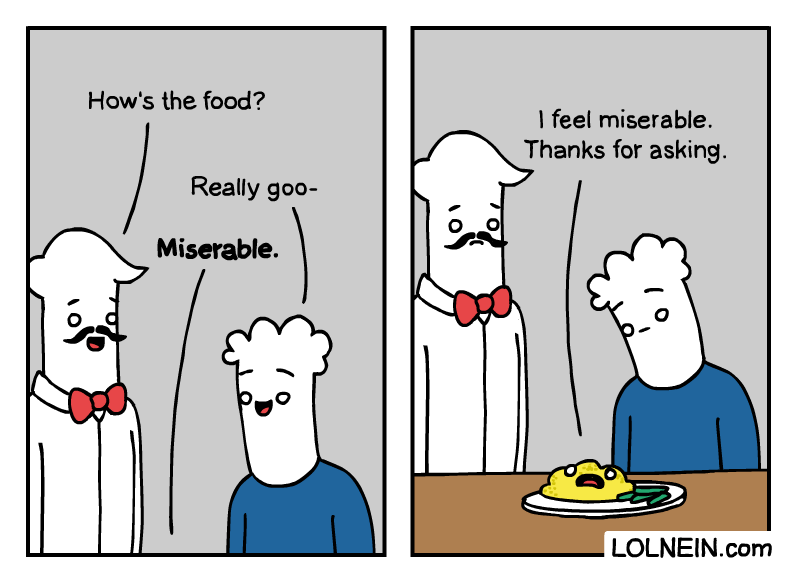 How's the food?
Really goo-
Miserable.
I feel miserable.
Thanks for asking.
LOLNEIN.com